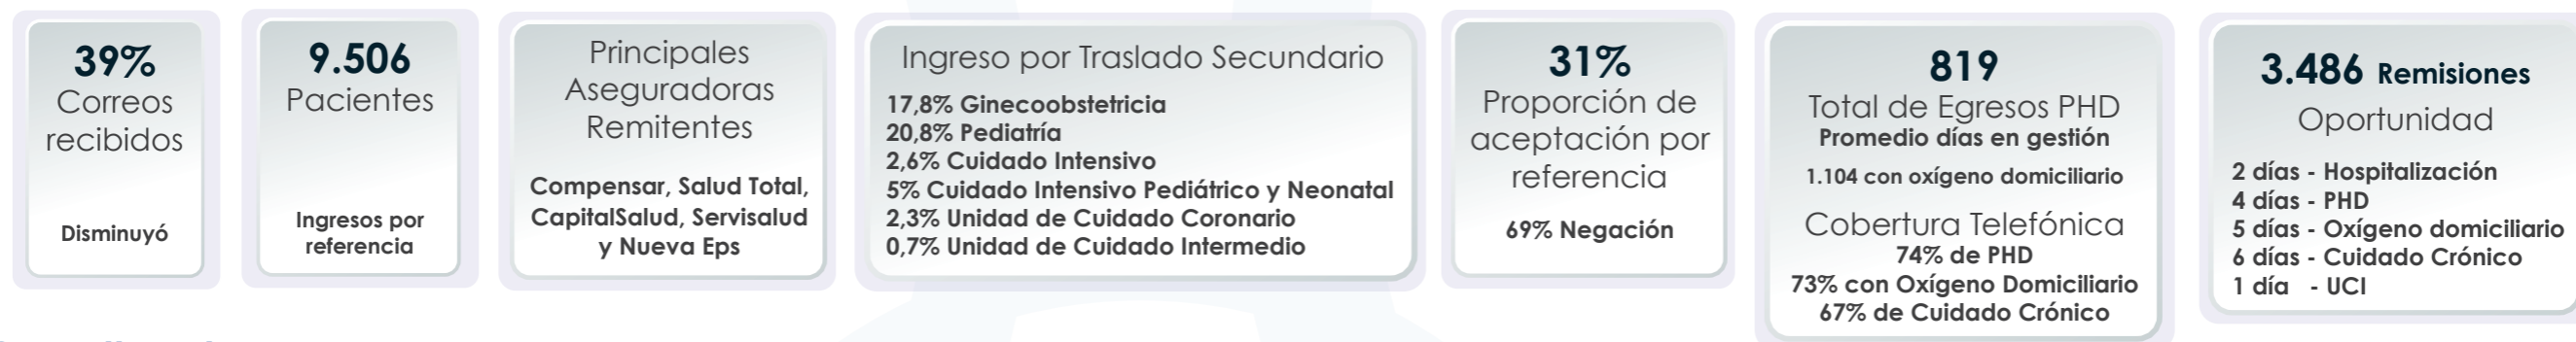 39%
Correos
recibidos
Disminuyó
9.506
Pacientes
Ingresos por
referencia
Principales
Aseguradoras
Remitentes
Compensar, Salud Total,
CapitalSalud, Servisalud
y Nueva Eps
Ingreso por Traslado Secundario
17,8% Ginecoobstetricia
20,8% Pediatría
2,6% Cuidado Intensivo
5% Cuidado Intensivo Pediátrico y Neonatal
2,3% Unidad de Cuidado Coronario
0,7% Unidad de Cuidado Intermedio
31%
Proporción de
aceptación por
referencia
69% Negación
819
Total de Egresos PHD
Promedio días en gestión
1.104 con oxígeno domiciliario
Cobertura Telefónica
74% de PHD
73% con Oxígeno Domiciliario
67% de Cuidado Crónico
3.486 Remisiones
Oportunidad
2 días - Hospitalización
4 días - PHD
5 días - Oxígeno domiciliario
6 días - Cuidado Crónico
1 día - UCI